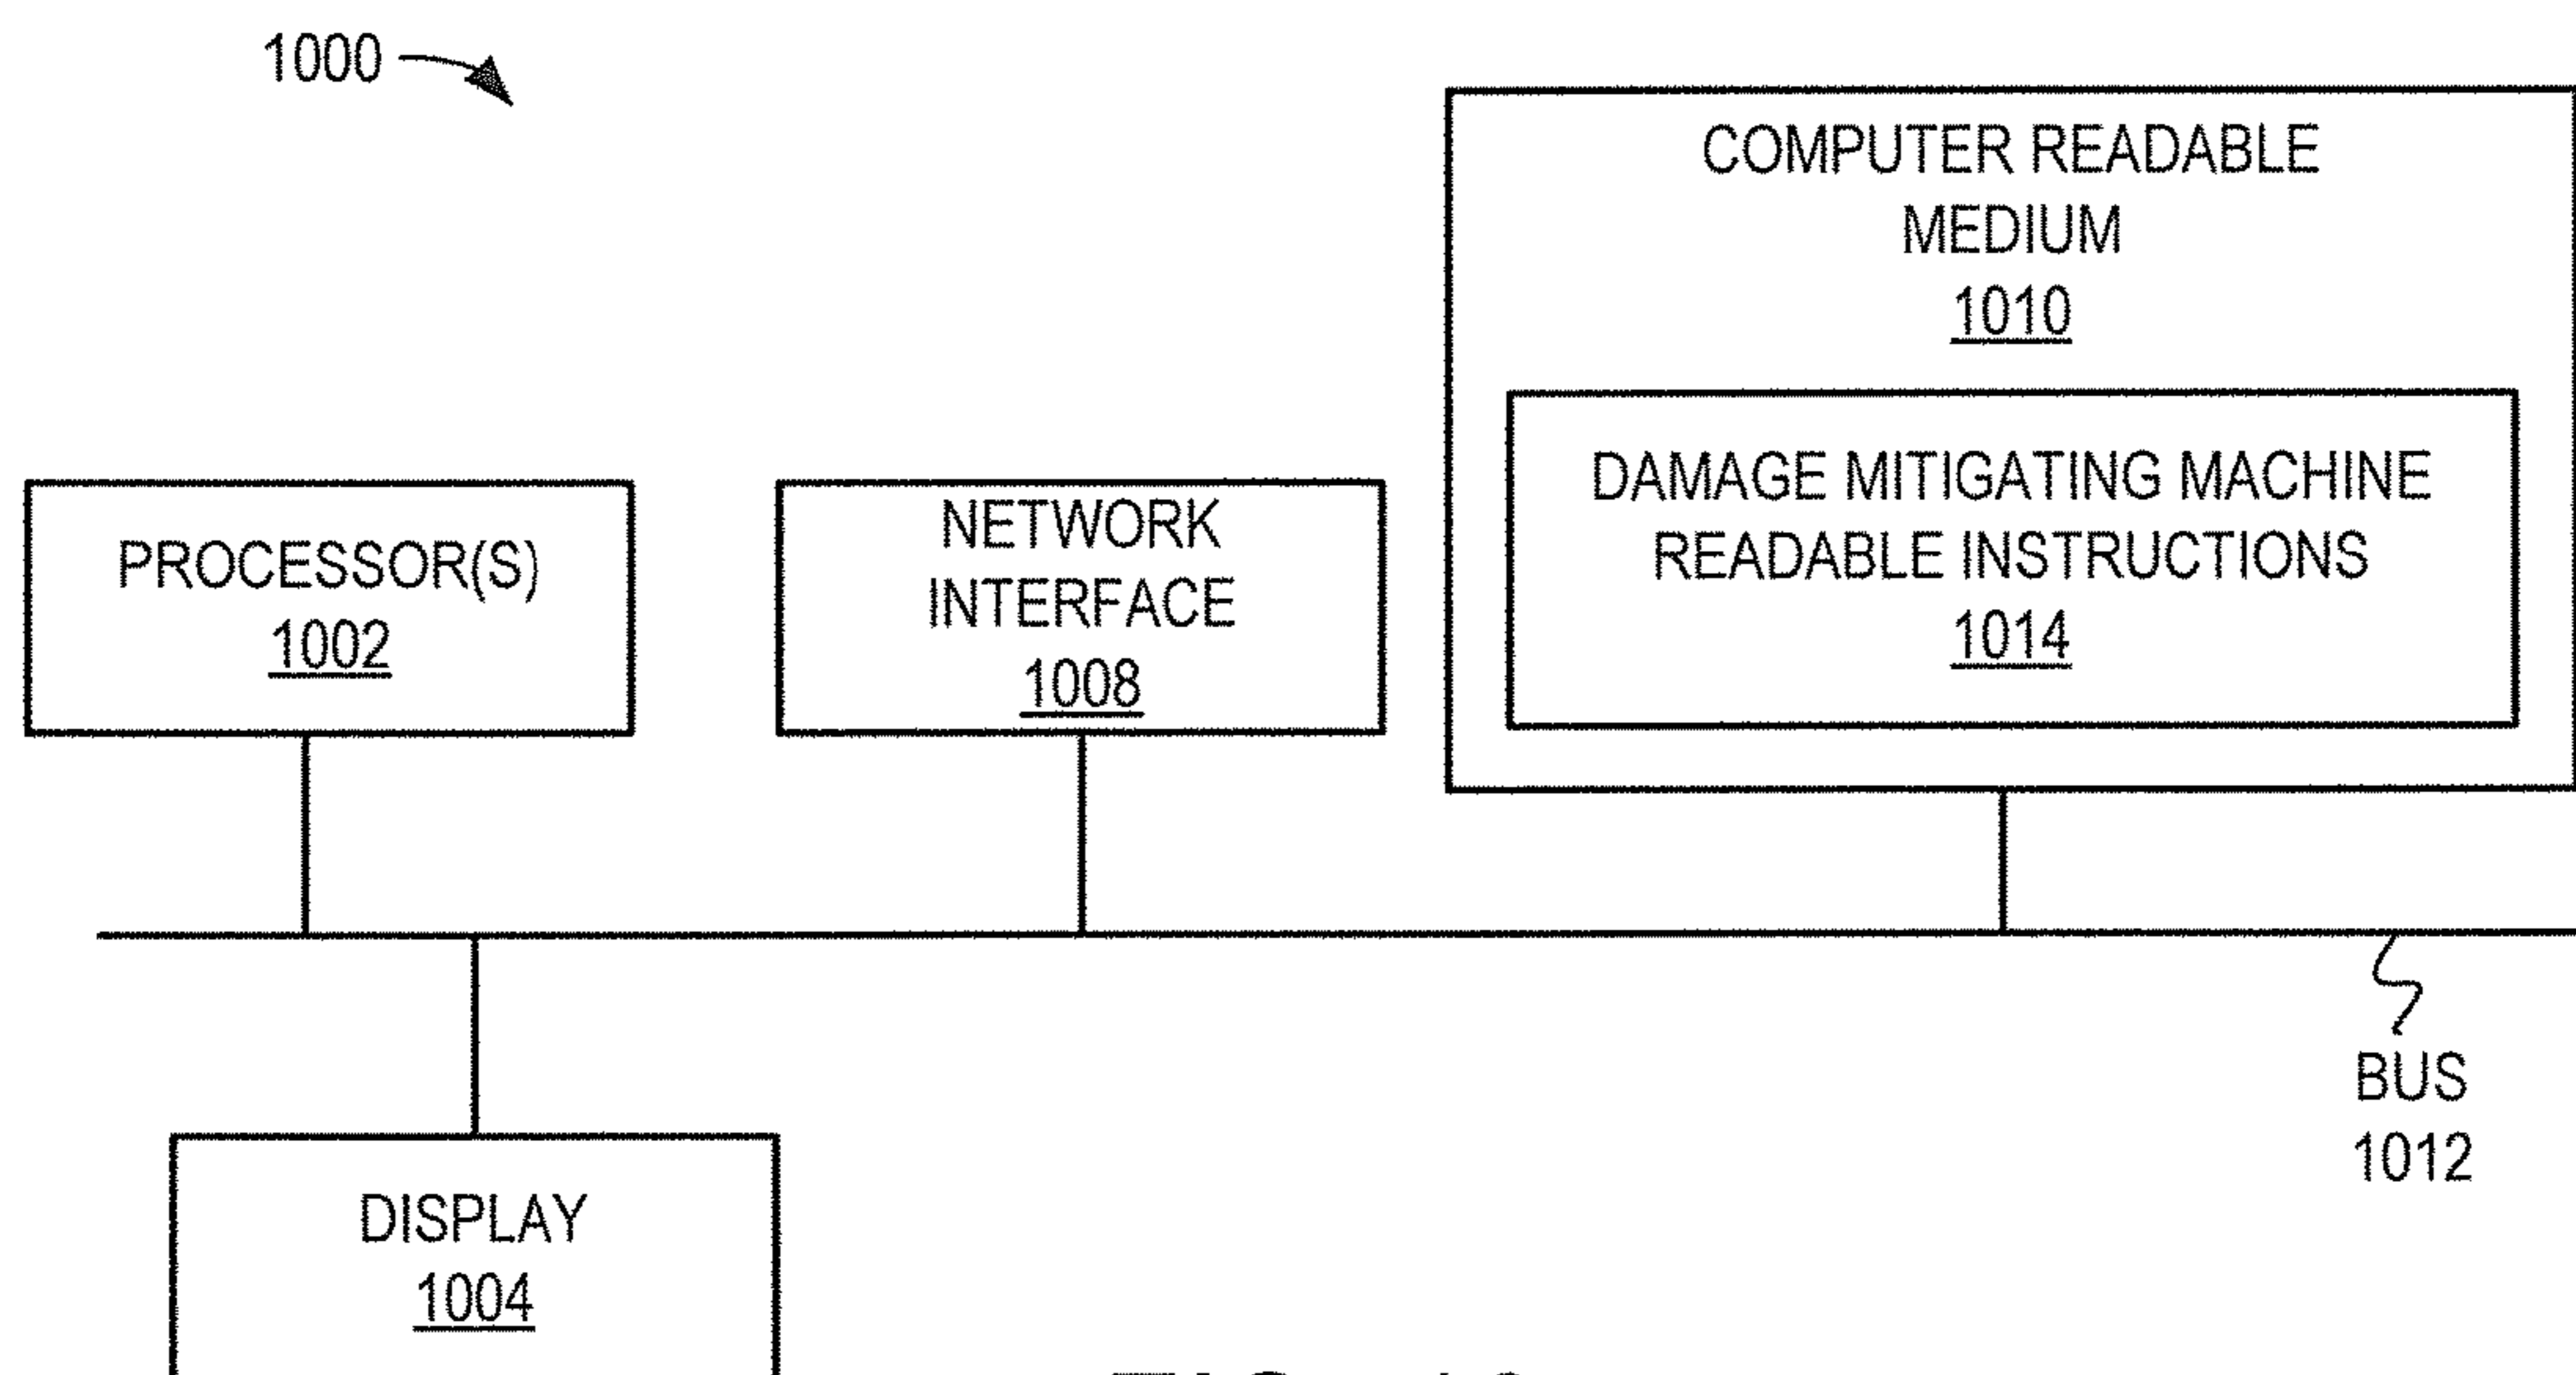 1000
COMPUTER READABLE
MEDIUM
1010
DAMAGE MITIGATING MACHINE
READABLE INSTRUCTIONS
1014
PROCESSOR(S)
1002
NETWORK
INTERFACE
1008
BUS
1012
DISPLAY
1004